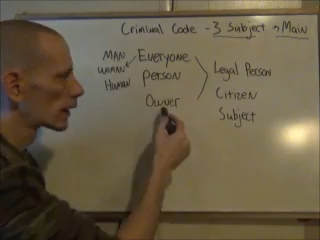 Criminal Code → 3 Subject → Main
MAN
WOMAN
HUMAN
Everyone
Person
Owner
Legal Person
Citizen
Subject